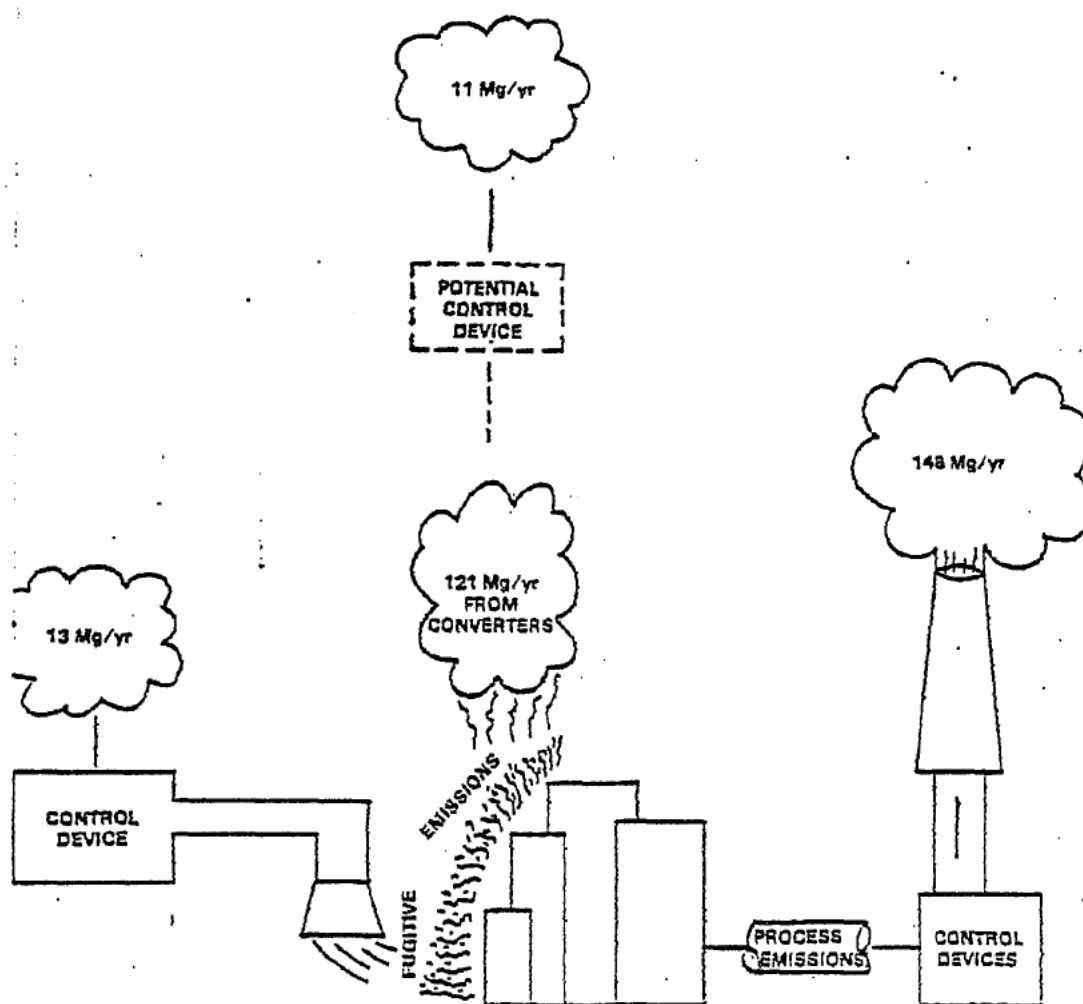 11 Mg/yr
POTENTIAL
CONTROL
DEVICE
148 Mg/yr
121 Mg/yr
FROM
CONVERTERS
13 Mg/yr
EMISSIONS
CONTROL
DEVICE
FUGITIVE
PROCESS
EMISSIONS
CONTROL
DEVICES